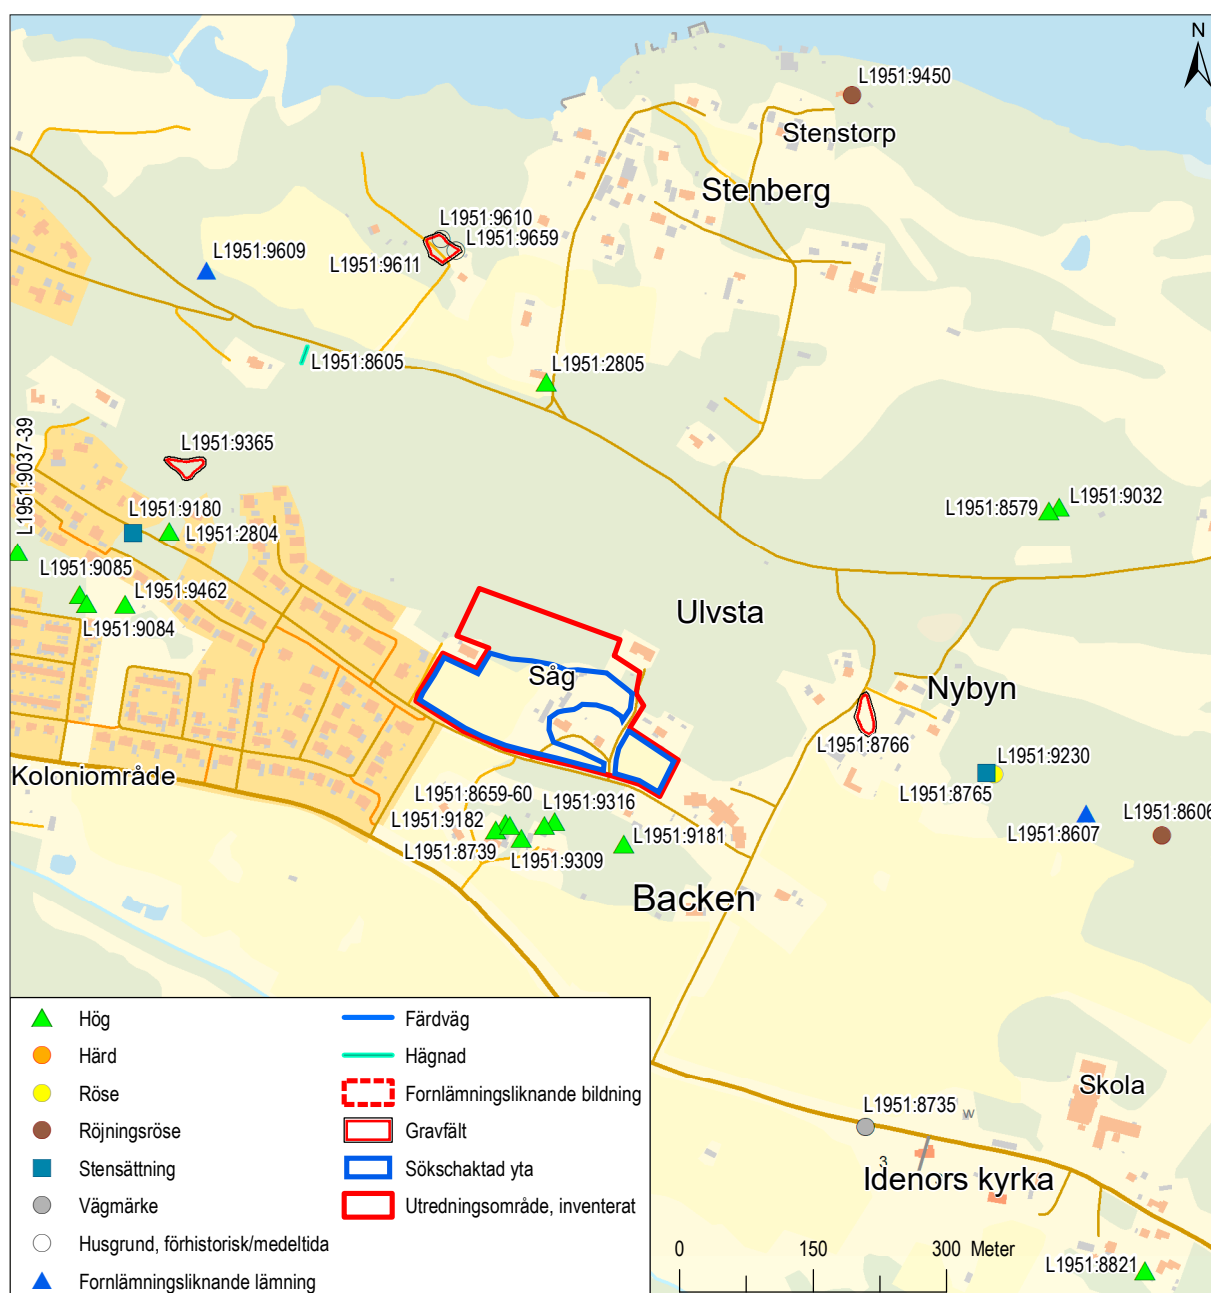 N
L1951:9450
Stenstorp
Stenberg
L1951:9610
L1951:9659
L1951:9609
L1951:9611
L1951:8605
L1951:2805
L1951:9037-39
L1951:9365
L1951:9180
L1951:2804
L1951:8579
L1951:9032
L1951:9085
L1951:9462
L1951:9084
Ulvsta
Såg
Nybyn
L1951:8766
L1951:9230
Koloniområde
L1951:8765
L1951:8659-60
L1951:9316
L1951:8606
L1951:9182
L1951:8607
L1951:9181
L1951:8739
L1951:9309
Backen
Hög
Härd
Röse
Röjningsröse
Stensättning
Vägmärke
Husgrund, förhistorisk/medeltida
Fornlämningsliknande lämning
Färdväg
Hägnad
Fornlämningsliknande bildning
Gravfält
Sökschaktad yta
Utredningsområde, inventerat
Skola
L1951:8735
W
3
Idenors kyrka
0 150 300 Meter
L1951:8821